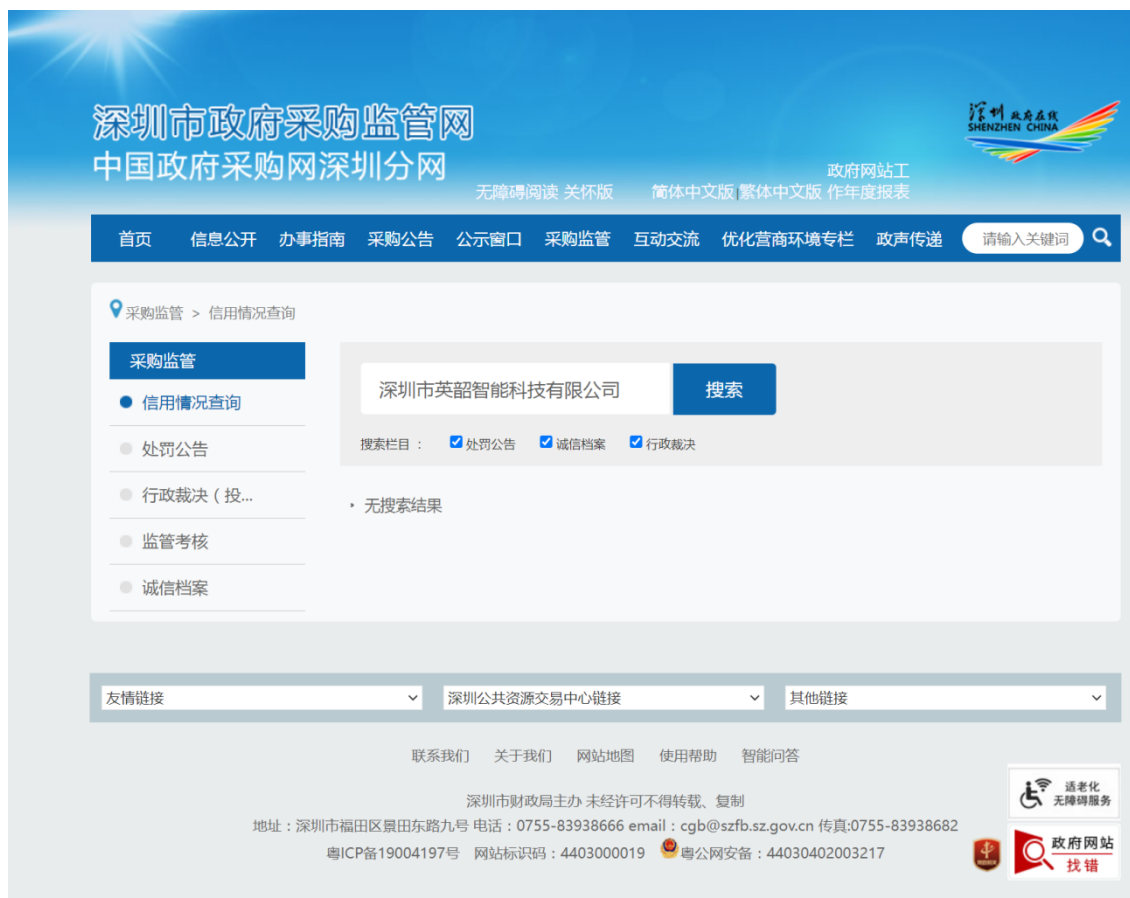 深圳市政府采购监管网
中国政府采购网深圳分网
深圳 政府在线
SHENZHEN CHINA
无障碍阅读 关怀版 简体中文版|繁体中文版 政府网站工作年度报表
首页 信息公开 办事指南 采购公告 公示窗口 采购监管 互动交流 优化营商环境专栏 政声传递 请输入关键词
采购监管 > 信用情况查询
采购监管
信用情况查询
处罚公告
行政裁决（投...
监管考核
诚信档案
深圳市英韶智能科技有限公司 搜索
搜索栏目： 处罚公告 诚信档案 行政裁决
无搜索结果
友情链接 深圳公共资源交易中心链接 其他链接
联系我们 关于我们 网站地图 使用帮助 智能问答
深圳市财政局主办 未经许可不得转载、复制
地址：深圳市福田区景田东路九号 电话：0755-83938666 email：cgb@szfb.sz.gov.cn 传真:0755-83938682
粤ICP备19004197号 网站标识码：4403000019 粤公网安备：44030402003217
适老化
无障碍服务
政府网站
找错